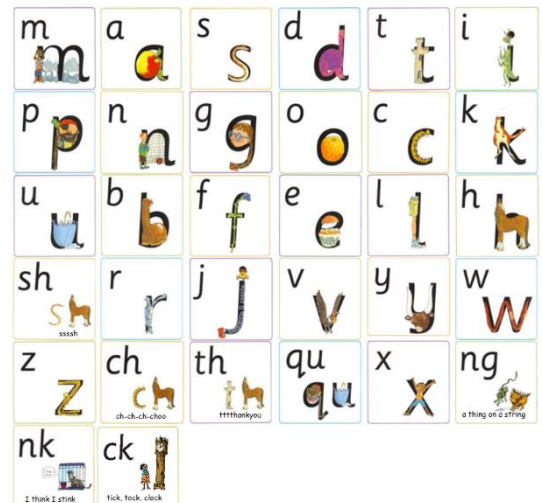 m a s d t i
p n g o c k
u b f e l h
sh r j v y w
ssssh
z ch th qu x ng
ch-ch-ch-choo tttthankyou a thing on a string
nk ck
I think I stink tick, tock, clock